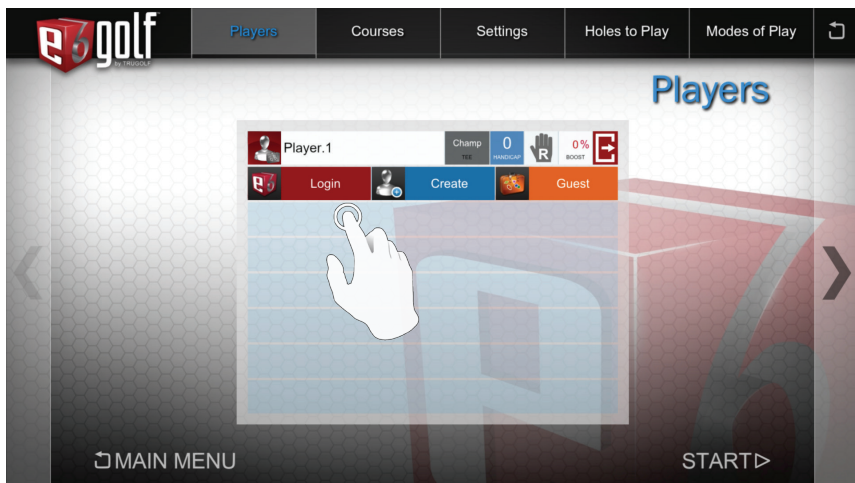 e6golf
by TRUGOLF
Players
Courses
Settings
Holes to Play
Modes of Play
Players
Player.1
Champ
TEE
0
HANDICAP
R
0%
BOOST
Login
Create
Guest
MAIN MENU
START